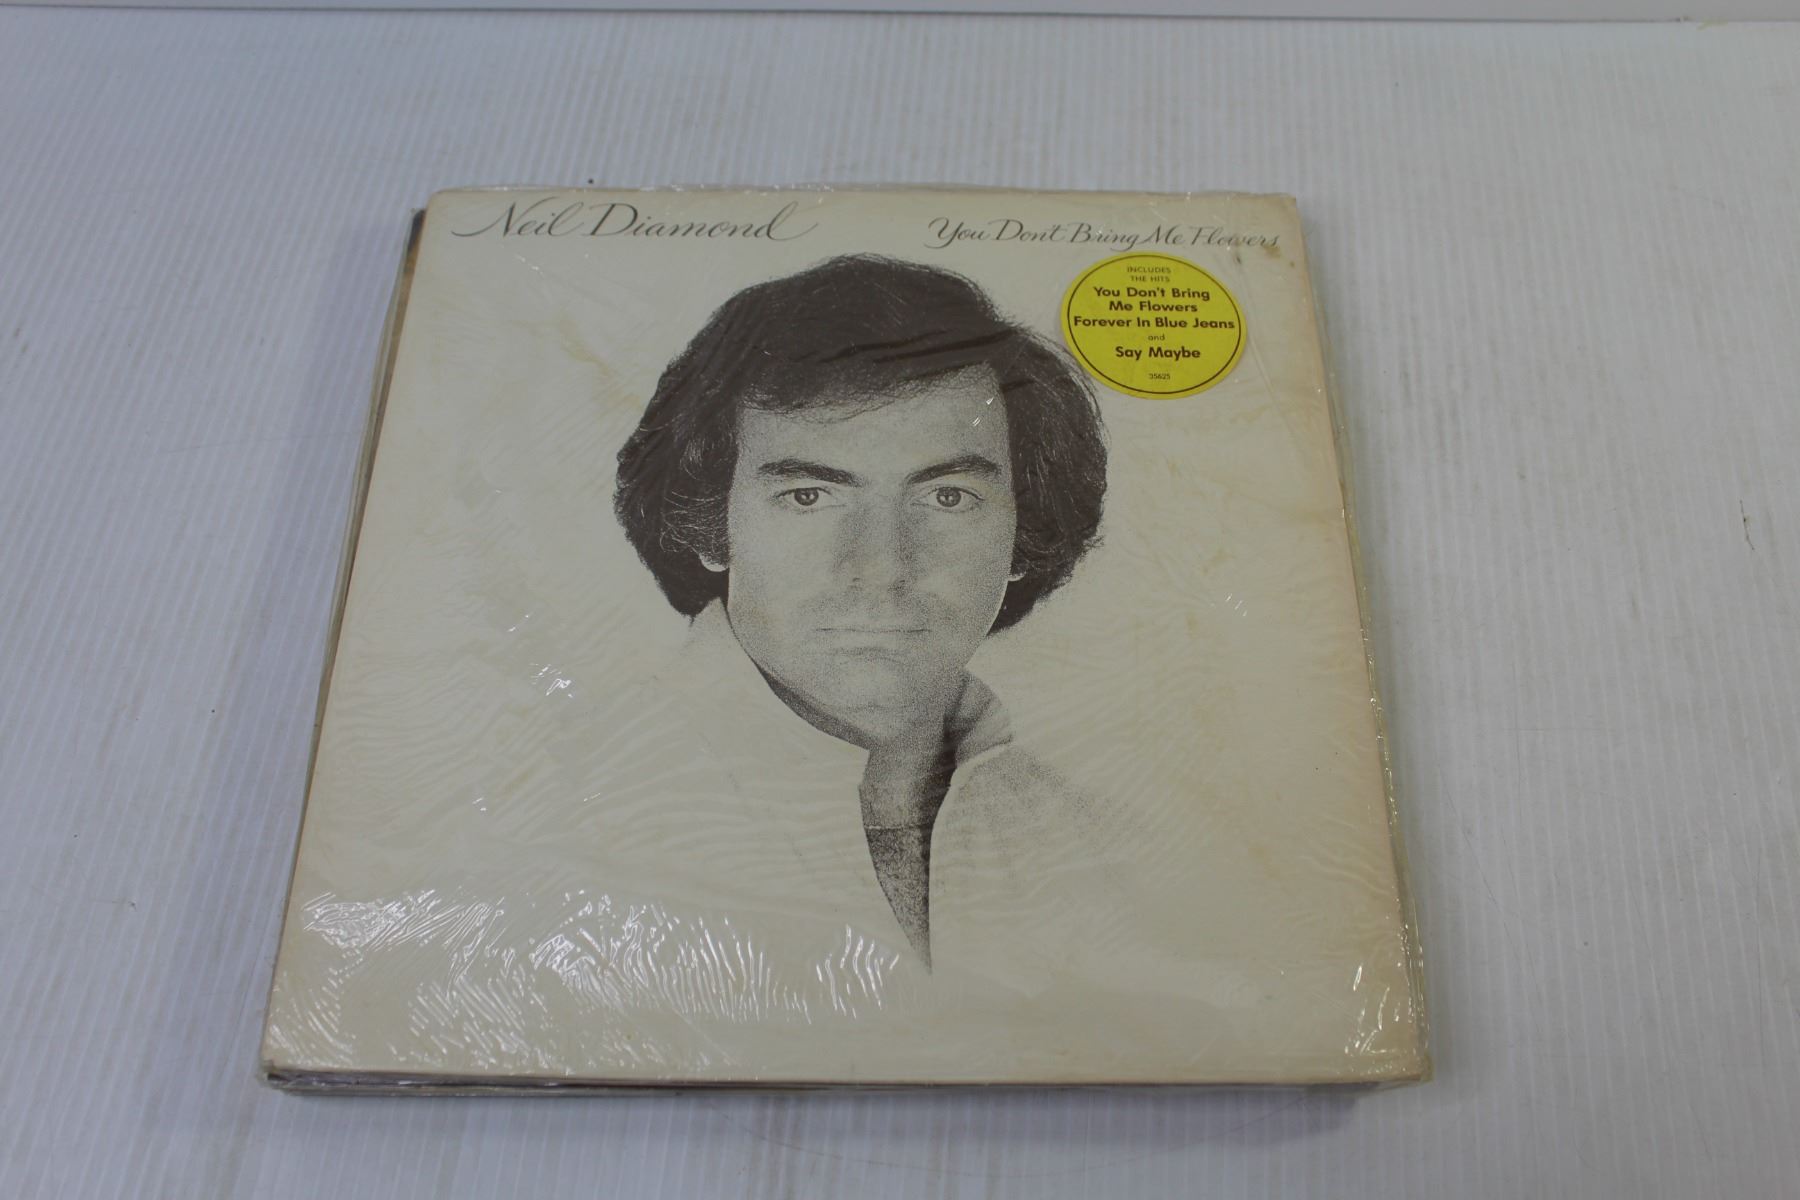 Neil Diamond
You Don't Bring Me Flowers
INCLUDES
THE HITS
You Don't Bring
Me Flowers
Forever In Blue Jeans
and
Say Maybe
35625